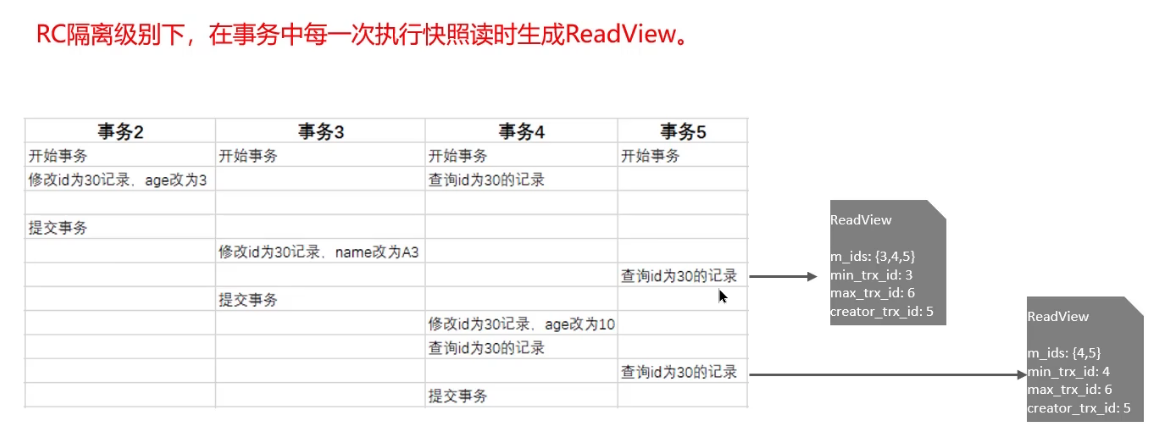 RC隔离级别下，在事务中每一次执行快照读时生成ReadView。
事务2 事务3 事务4 事务5
开始事务 开始事务 开始事务 开始事务
修改id为30记录，age改为3 查询id为30的记录
提交事务
修改id为30记录，name改为A3
查询id为30的记录
提交事务
修改id为30记录，age改为10
查询id为30的记录
查询id为30的记录
提交事务
ReadView
m_ids: {3,4,5}
min_trx_id: 3
max_trx_id: 6
creator_trx_id: 5
ReadView
m_ids: {4,5}
min_trx_id: 4
max_trx_id: 6
creator_trx_id: 5